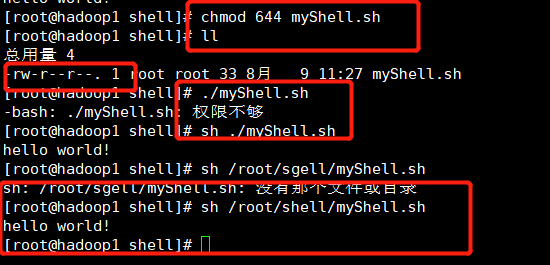 hello world!
[root@hadoop1 shell]# chmod 644 myShell.sh
[root@hadoop1 shell]# ll
总用量 4
-rw-r--r--. 1 root root 33 8月   9 11:27 myShell.sh
[root@hadoop1 shell]# ./myShell.sh
-bash: ./myShell.sh: 权限不够
[root@hadoop1 shell]# sh ./myShell.sh
hello world!
[root@hadoop1 shell]# sh /root/sgell/myShell.sh
sh: /root/sgell/myShell.sh: 没有那个文件或目录
[root@hadoop1 shell]# sh /root/shell/myShell.sh
hello world!
[root@hadoop1 shell]#